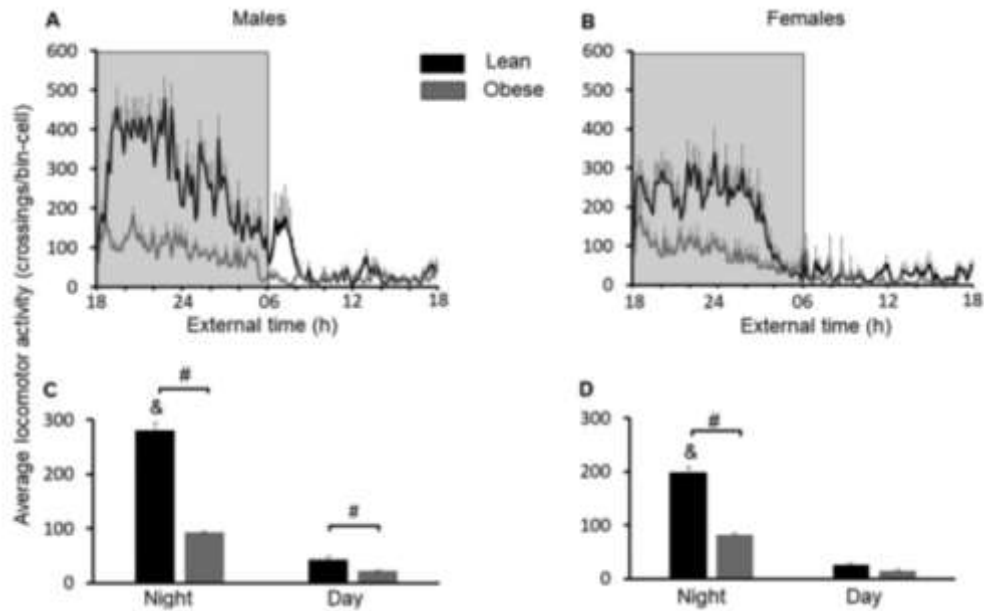 A Males
B Females
Lean
Obese
Average locomotor activity (crossings/bin-cell)
600
500
400
300
200
100
0
18 24 06 12 18
External time (h)
600
500
400
300
200
100
0
18 24 06 12 18
External time (h)
C
#
&
#
300
200
100
0
Night Day
D
#
&
300
200
100
0
Night Day